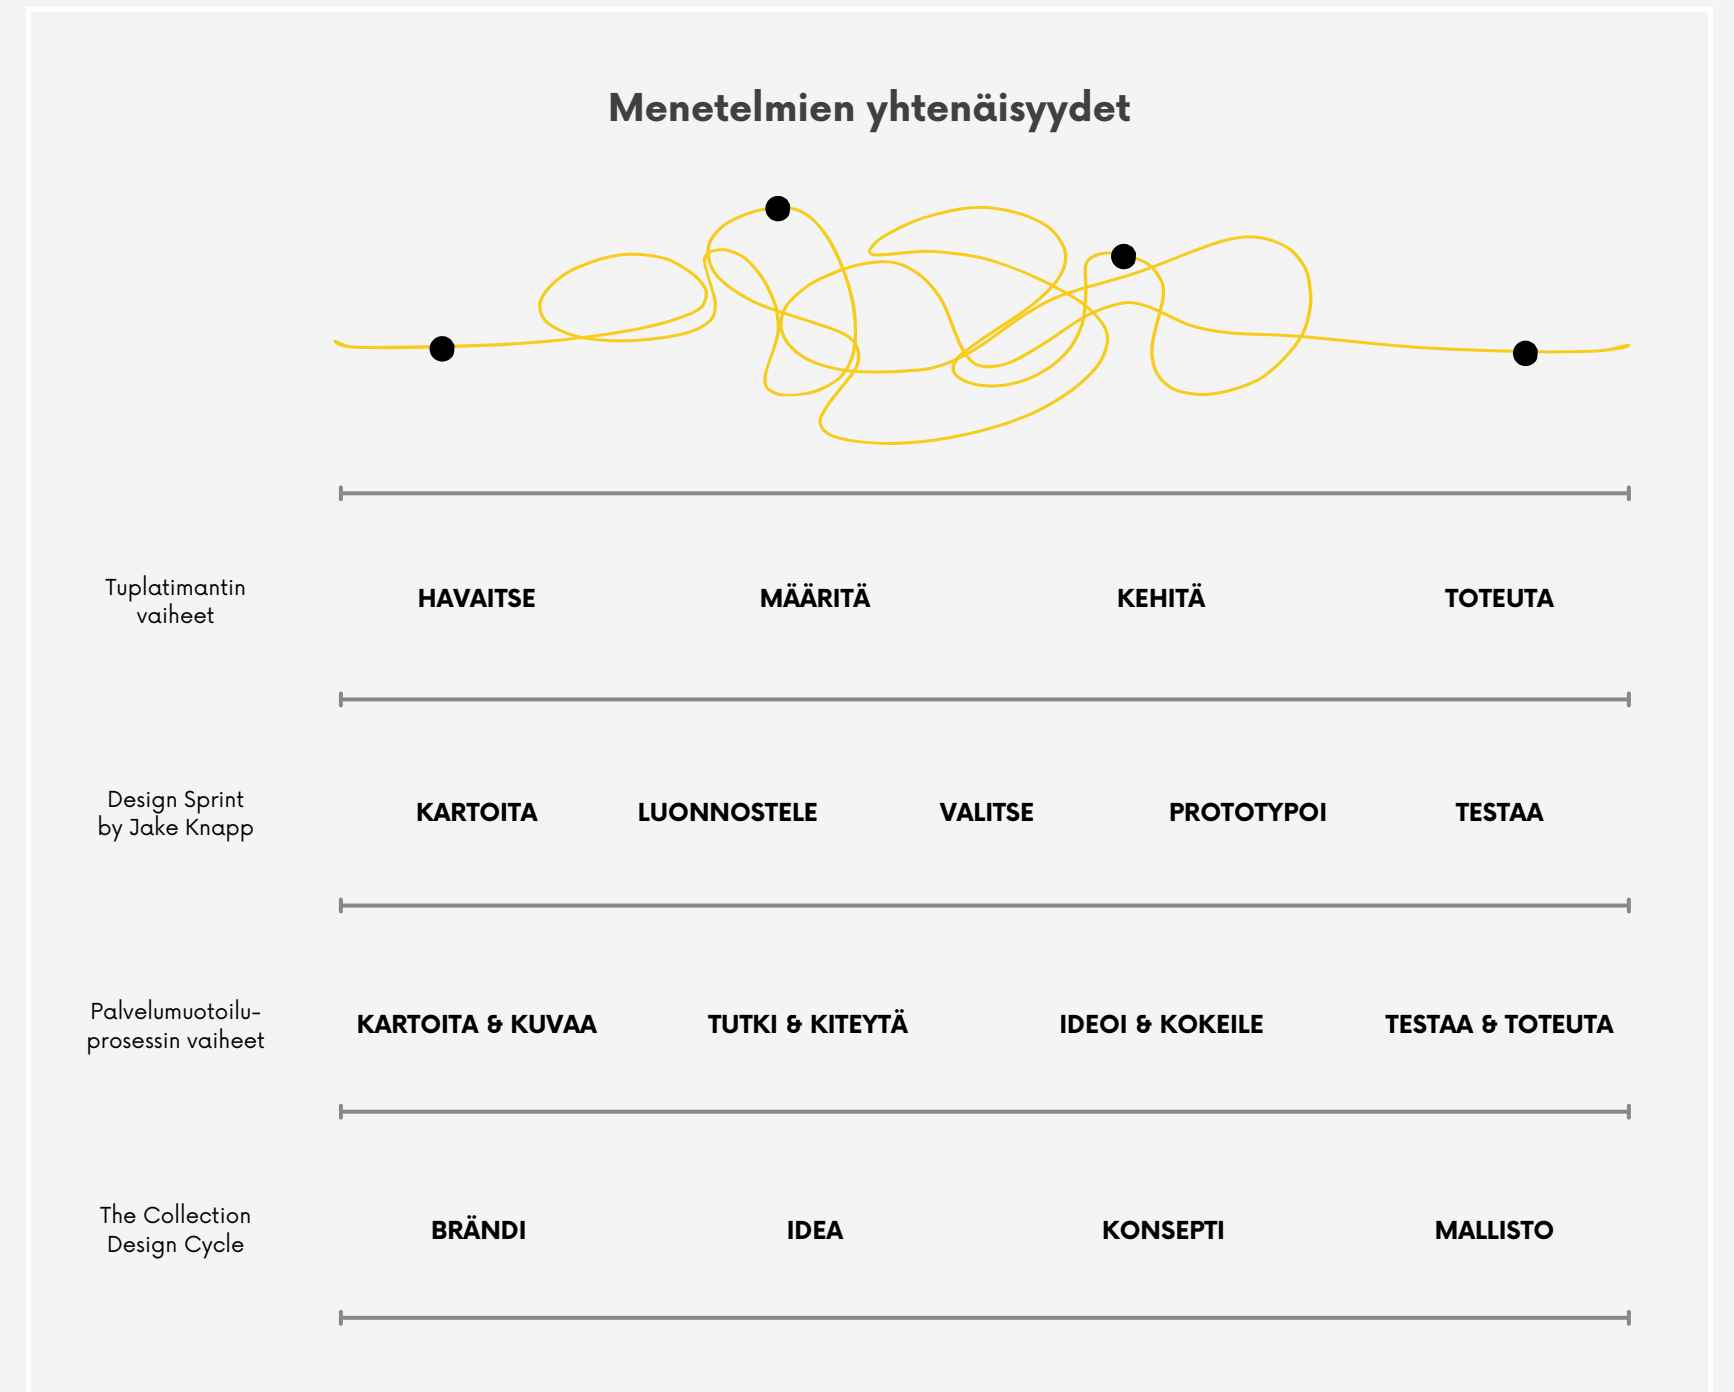 Menetelmien yhtenäisyydet
Tuplatimantin
vaiheet
HAVAITSE MÄÄRITÄ KEHITÄ TOTEUTA
Design Sprint
by Jake Knapp
KARTOITA LUONNOSTELE VALITSE PROTOTYPOI TESTAA
Palvelumuotoilu-
prosessin vaiheet
KARTOITA & KUVAA TUTKI & KITEYTÄ IDEOI & KOKEILE TESTAA & TOTEUTA
The Collection
Design Cycle
BRÄNDI IDEA KONSEPTI MALLISTO